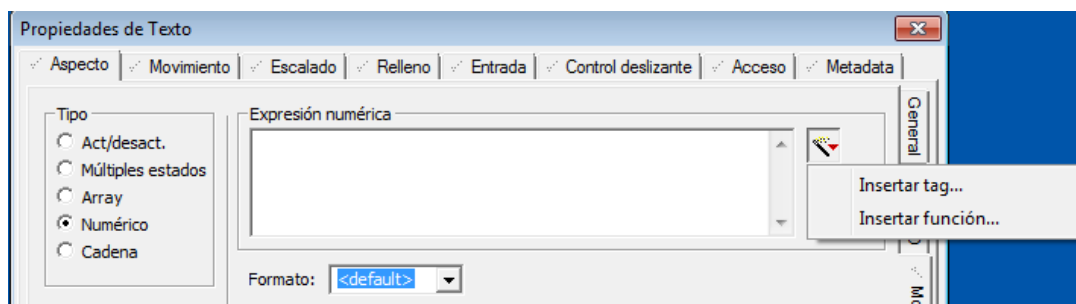 Propiedades de Texto
Aspecto Movimiento Escalado Relleno Entrada Control deslizante Acceso Metadata
Tipo
Act/desact.
Múltiples estados
Array
Numérico
Cadena
Expresión numérica
General
Insertar tag...
Insertar función...
Formato: <default>